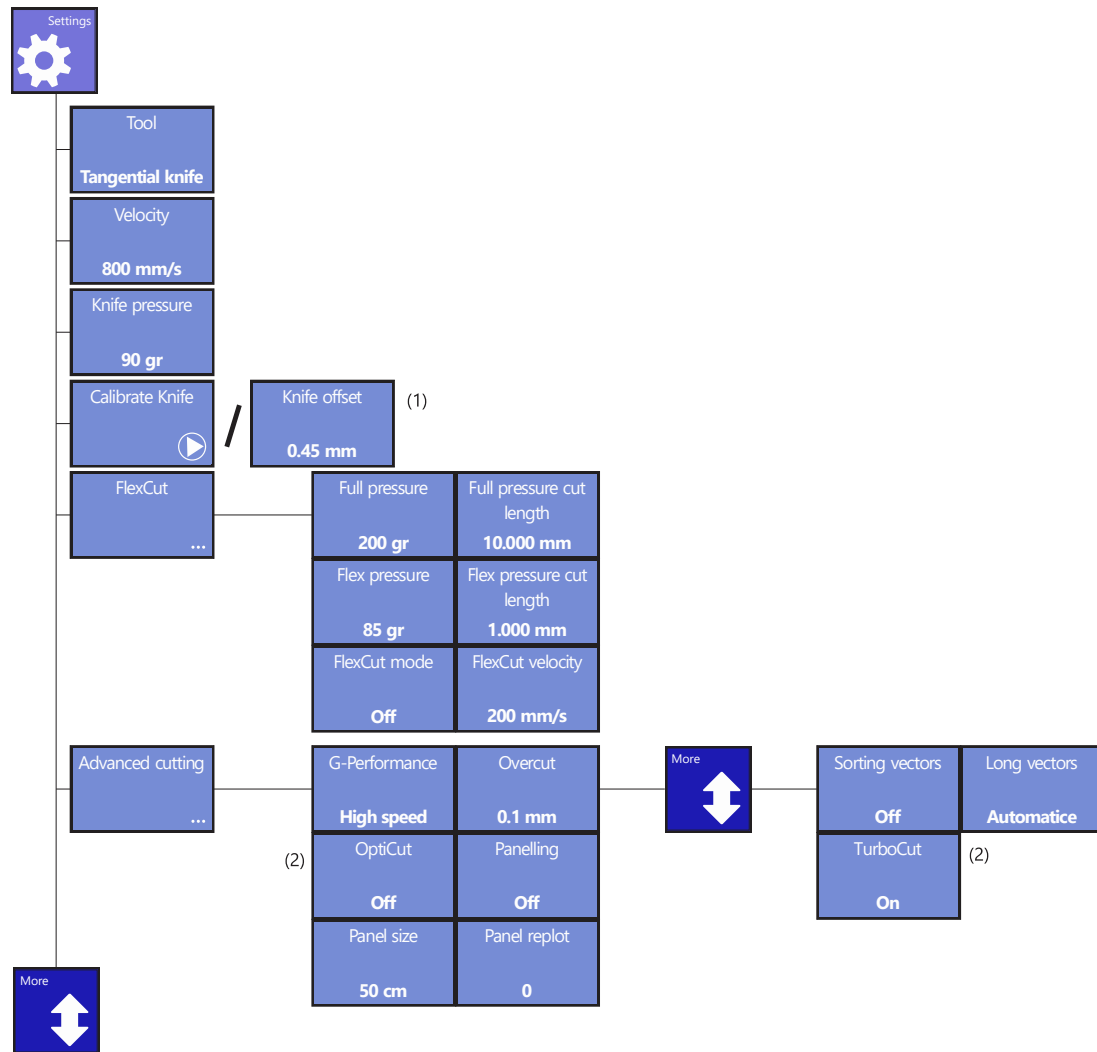 Settings
Tool
Tangential knife
Velocity
800 mm/s
Knife pressure
90 gr
Calibrate Knife
/
Knife offset
0.45 mm
(1)
FlexCut
...
Full pressure
200 gr
Full pressure cut
length
10.000 mm
Flex pressure
85 gr
Flex pressure cut
length
1.000 mm
FlexCut mode
Off
FlexCut velocity
200 mm/s
Advanced cutting
...
G-Performance
High speed
Overcut
0.1 mm
(2)
OptiCut
Off
Panelling
Off
Panel size
50 cm
Panel replot
0
More
Sorting vectors
Off
Long vectors
Automatice
TurboCut
On
(2)
More